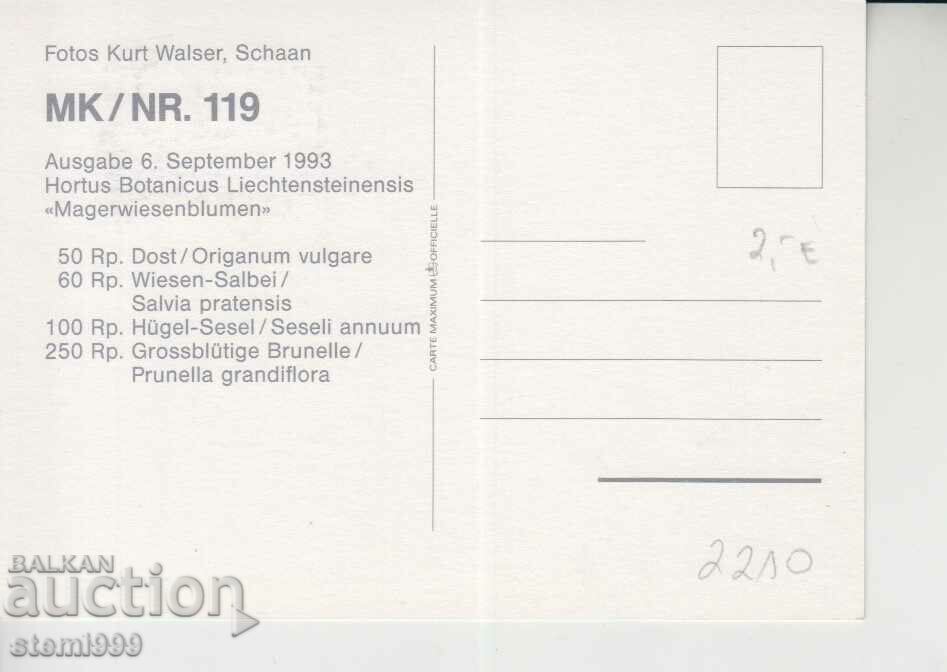 Fotos Kurt Walser, Schaan
MK/NR. 119
Ausgabe 6. September 1993
Hortus Botanicus Liechtensteinensis
«Magerwiesenblumen»
50 Rp. Dost/Origanum vulgare
60 Rp. Wiesen-Salbei/
Salvia pratensis
100 Rp. Hügel-Sesel/Seseli annuum
250 Rp. Grossblütige Brunelle/
Prunella grandiflora
CARTE MAXIMUM OFFICIELLE
2,- E
2210
BALKAN
auction
stoml999